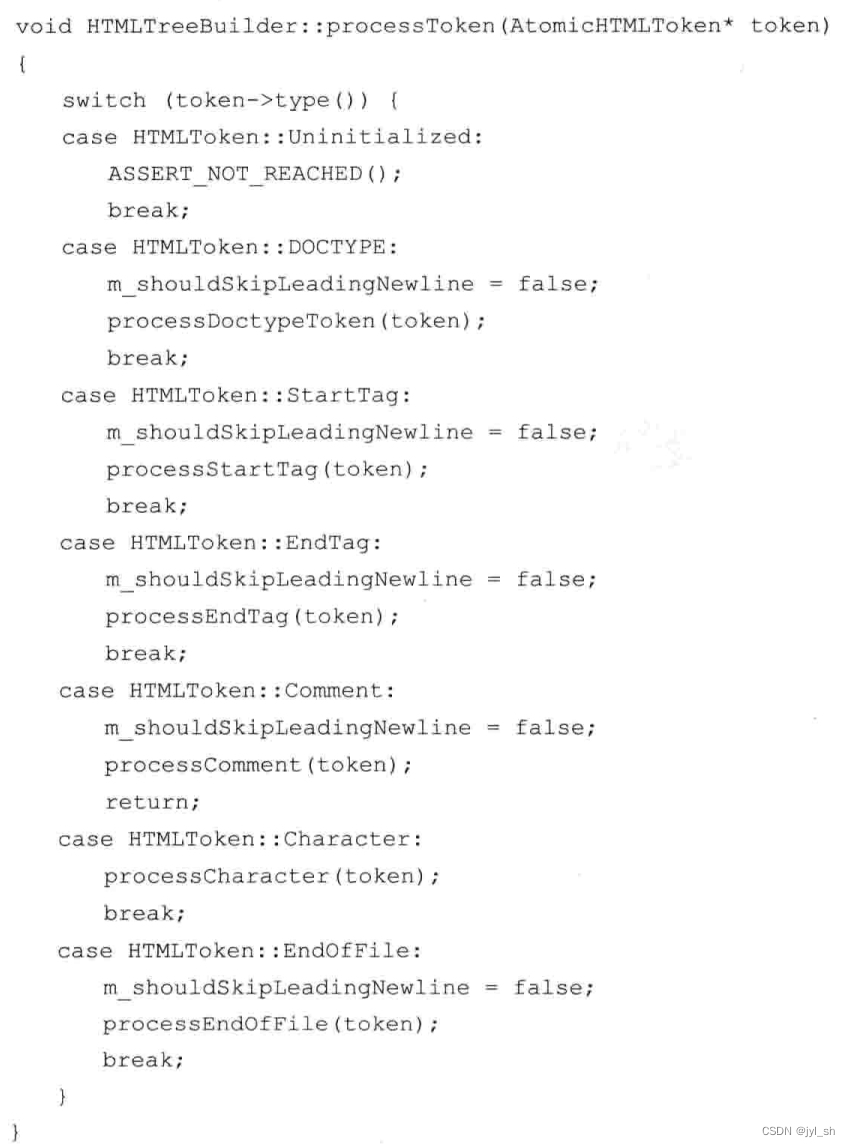 void HTMLTreeBuilder::processToken(AtomicHTMLToken* token)
{
    switch (token->type()) {
    case HTMLToken::Uninitialized:
        ASSERT_NOT_REACHED();
        break;
    case HTMLToken::DOCTYPE:
        m_shouldSkipLeadingNewline = false;
        processDoctypeToken(token);
        break;
    case HTMLToken::StartTag:
        m_shouldSkipLeadingNewline = false;
        processStartTag(token);
        break;
    case HTMLToken::EndTag:
        m_shouldSkipLeadingNewline = false;
        processEndTag(token);
        break;
    case HTMLToken::Comment:
        m_shouldSkipLeadingNewline = false;
        processComment(token);
        return;
    case HTMLToken::Character:
        processCharacter(token);
        break;
    case HTMLToken::EndOfFile:
        m_shouldSkipLeadingNewline = false;
        processEndOfFile(token);
        break;
    }
}
CSDN @jyl_sh